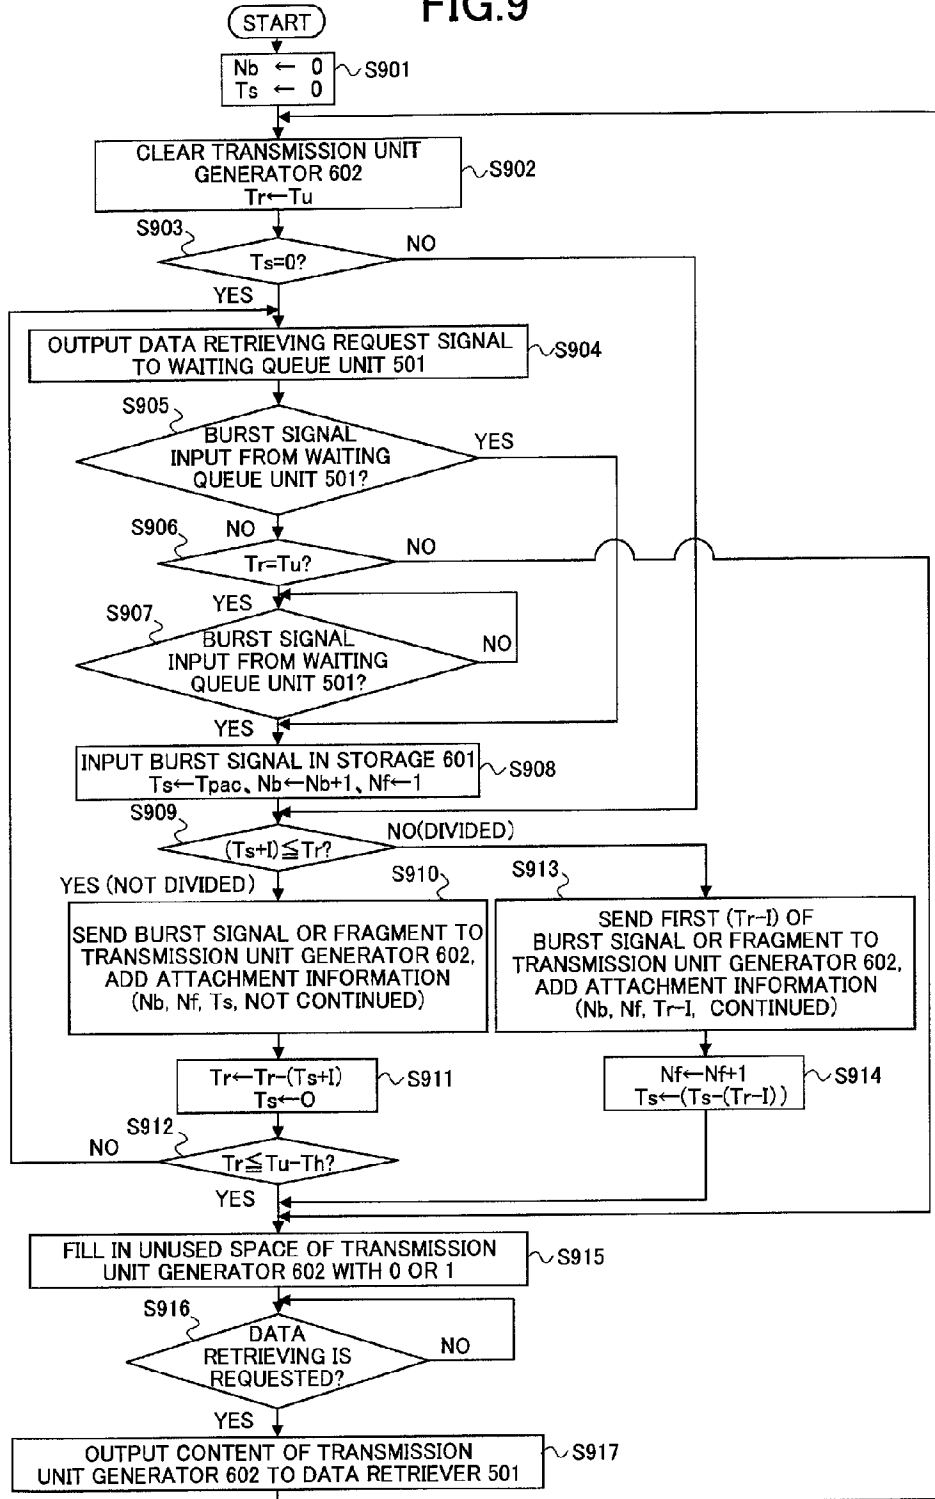 FIG.9
START
Nb ← 0
Ts ← 0
S901
CLEAR TRANSMISSION UNIT
GENERATOR 602
Tr←Tu
S902
S903
Ts=0?
NO
YES
OUTPUT DATA RETRIEVING REQUEST SIGNAL
TO WAITING QUEUE UNIT 501
S904
S905
BURST SIGNAL
INPUT FROM WAITING
QUEUE UNIT 501?
YES
NO
S906
Tr=Tu?
NO
YES
S907
BURST SIGNAL
INPUT FROM WAITING
QUEUE UNIT 501?
NO
YES
INPUT BURST SIGNAL IN STORAGE 601
Ts←Tpac、Nb←Nb+1、Nf←1
S908
S909
(Ts+I)≦Tr?
NO(DIVIDED)
YES (NOT DIVIDED)
S910
SEND BURST SIGNAL OR FRAGMENT TO
TRANSMISSION UNIT GENERATOR 602,
ADD ATTACHMENT INFORMATION
(Nb, Nf, Ts, NOT CONTINUED)
S913
SEND FIRST (Tr-I) OF
BURST SIGNAL OR FRAGMENT TO
TRANSMISSION UNIT GENERATOR 602,
ADD ATTACHMENT INFORMATION
(Nb, Nf, Tr-I, CONTINUED)
Tr←Tr-(Ts+I)
Ts←0
S911
Nf←Nf+1
Ts←(Ts-(Tr-I))
S914
S912
Tr≦Tu-Th?
NO
YES
FILL IN UNUSED SPACE OF TRANSMISSION
UNIT GENERATOR 602 WITH 0 OR 1
S915
S916
DATA
RETRIEVING IS
REQUESTED?
NO
YES
OUTPUT CONTENT OF TRANSMISSION
UNIT GENERATOR 602 TO DATA RETRIEVER 501
S917